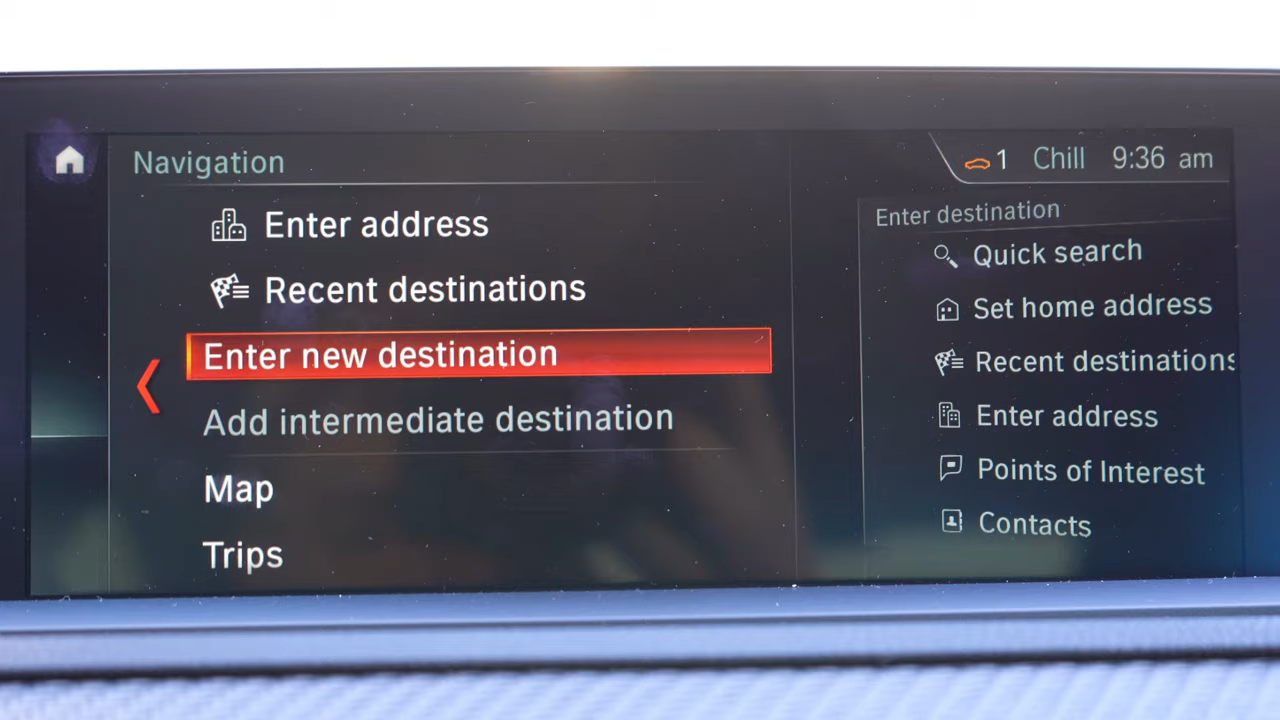 Navigation
1 Chill 9:36 am
Enter address
Recent destinations
Enter new destination
Add intermediate destination
Map
Trips
Enter destination
Quick search
Set home address
Recent destinations
Enter address
Points of Interest
Contacts